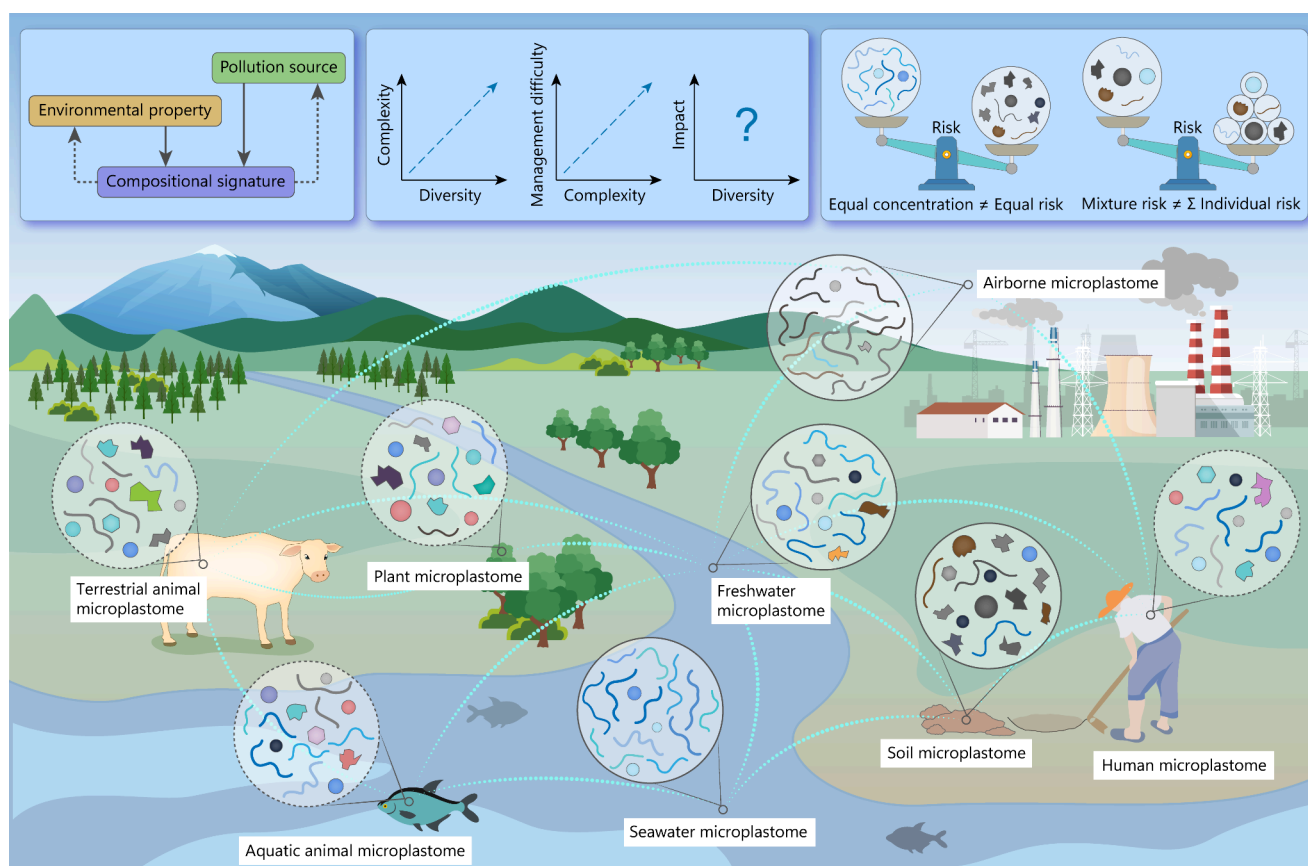 Pollution source
Environmental property
Compositional signature
Complexity
Diversity
Management difficulty
Complexity
Impact
?
Diversity
Risk
Equal concentration ≠ Equal risk
Risk
Mixture risk ≠ Σ Individual risk
Airborne microplastome
Terrestrial animal
microplastome
Plant microplastome
Freshwater
microplastome
Soil microplastome
Human microplastome
Seawater microplastome
Aquatic animal microplastome